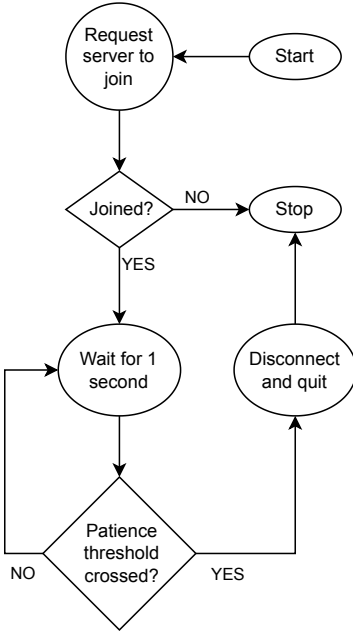 Request
server to
join
Start
Joined?
NO
Stop
YES
Wait for 1
second
Disconnect
and quit
Patience
threshold
crossed?
NO
YES